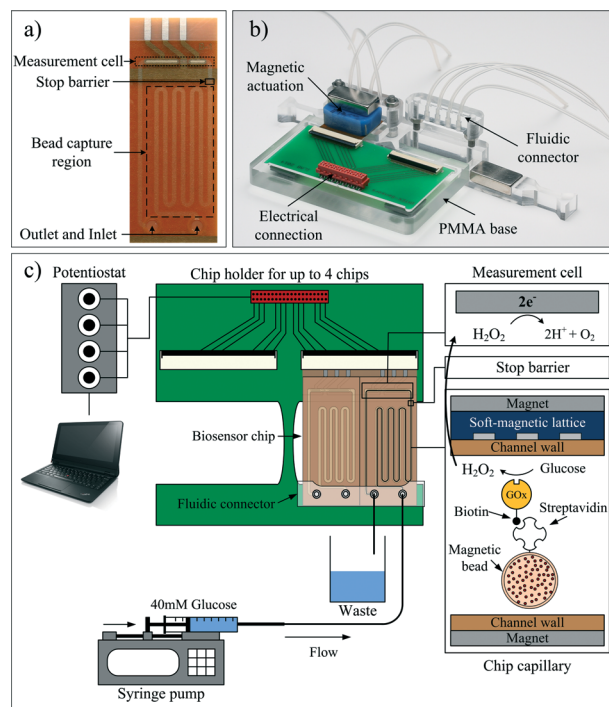 a)
Measurement cell
Stop barrier
Bead capture
region
Outlet and Inlet
b)
Magnetic
actuation
Fluidic
connector
Electrical
connection
PMMA base
c)
Potentiostat
Chip holder for up to 4 chips
Biosensor chip
Fluidic connector
Waste
40mM Glucose
Flow
Syringe pump
Measurement cell
2e⁻
H₂O₂
2H⁺ + O₂
Stop barrier
Magnet
Soft-magnetic lattice
Channel wall
H₂O₂
Glucose
GOx
Biotin
Streptavidin
Magnetic
bead
Channel wall
Magnet
Chip capillary